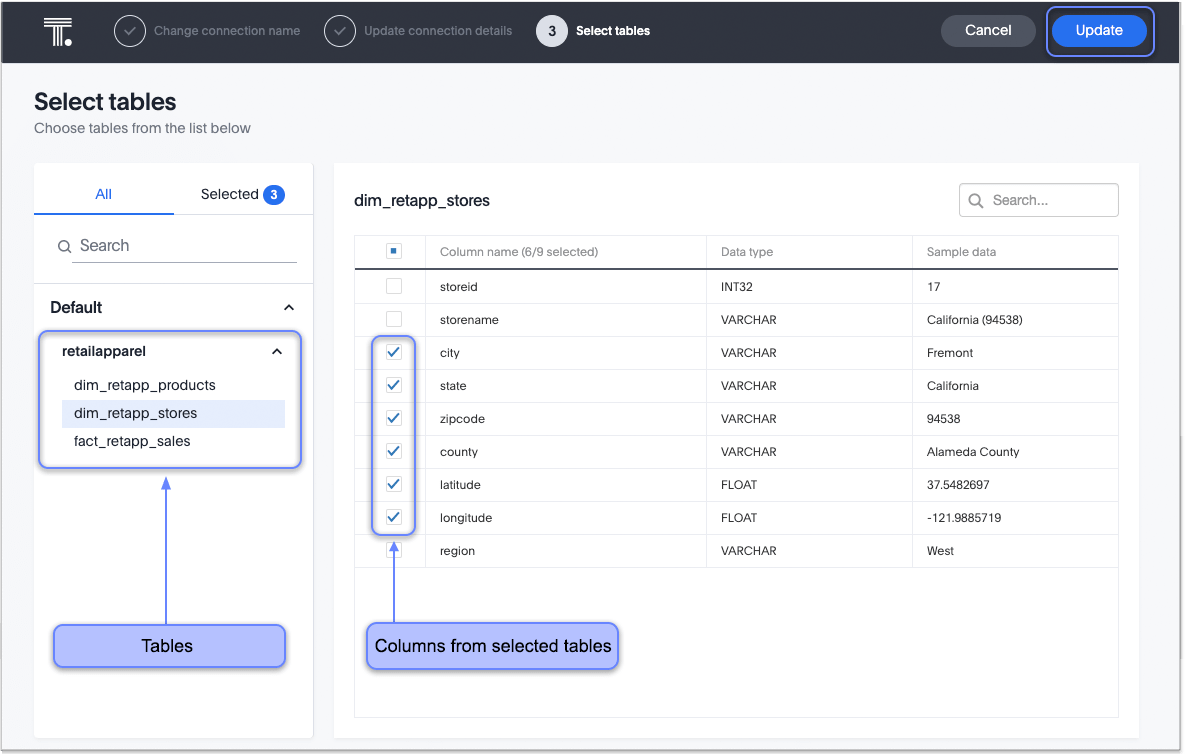 T.
Change connection name
Update connection details
3
Select tables
Cancel
Update
Select tables
Choose tables from the list below
All
Selected 3
Search
Default
retailapparel
dim_retapp_products
dim_retapp_stores
fact_retapp_sales
Tables
dim_retapp_stores
Search...
Column name (6/9 selected) Data type Sample data
storeid INT32 17
storename VARCHAR California (94538)
city VARCHAR Fremont
state VARCHAR California
zipcode VARCHAR 94538
county VARCHAR Alameda County
latitude FLOAT 37.5482697
longitude FLOAT -121.9885719
region VARCHAR West
Columns from selected tables